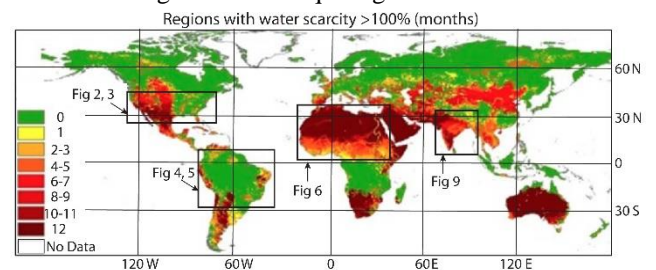 Regions with water scarcity >100% (months)
60 N
Fig 2, 3
30 N
0
1
2-3
4-5
6-7
8-9
10-11
12
No Data
Fig 4, 5
Fig 6
Fig 9
0
30 S
120 W
60W
0
60E
120 E